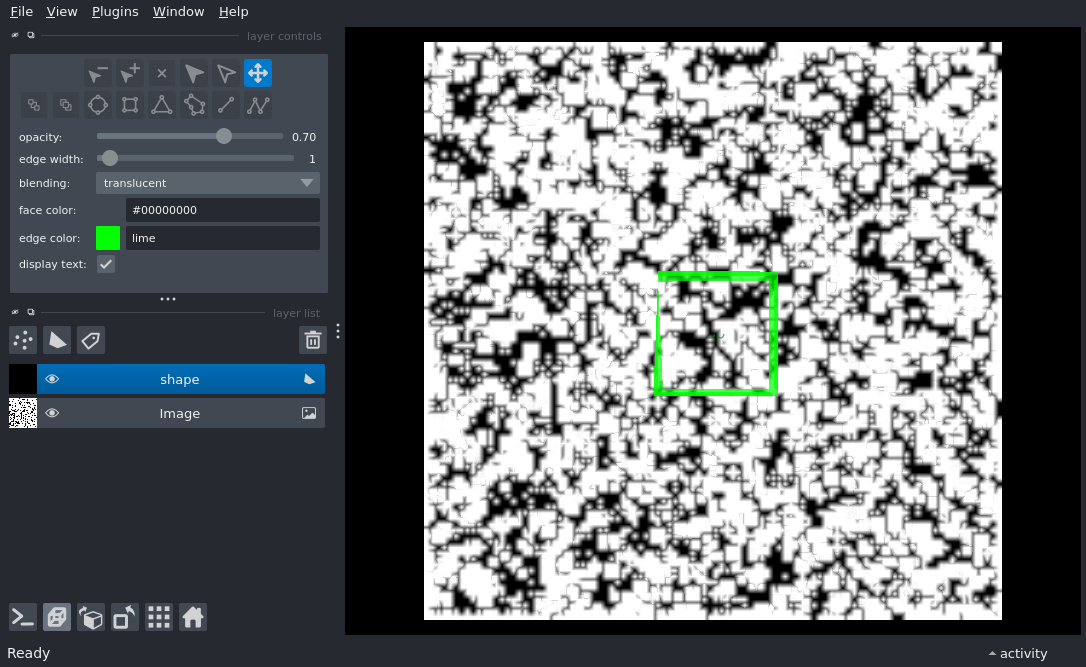 File View Plugins Window Help
layer controls
opacity: 0.70
edge width: 1
blending: translucent
face color: #00000000
edge color: lime
display text:
layer list
shape
Image
Ready
activity